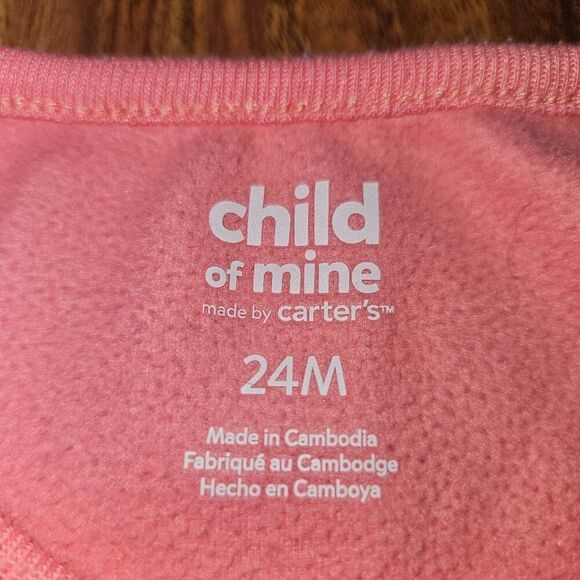 child
of mine
made by carter's™
24M
Made in Cambodia
Fabriqué au Cambodge
Hecho en Camboya